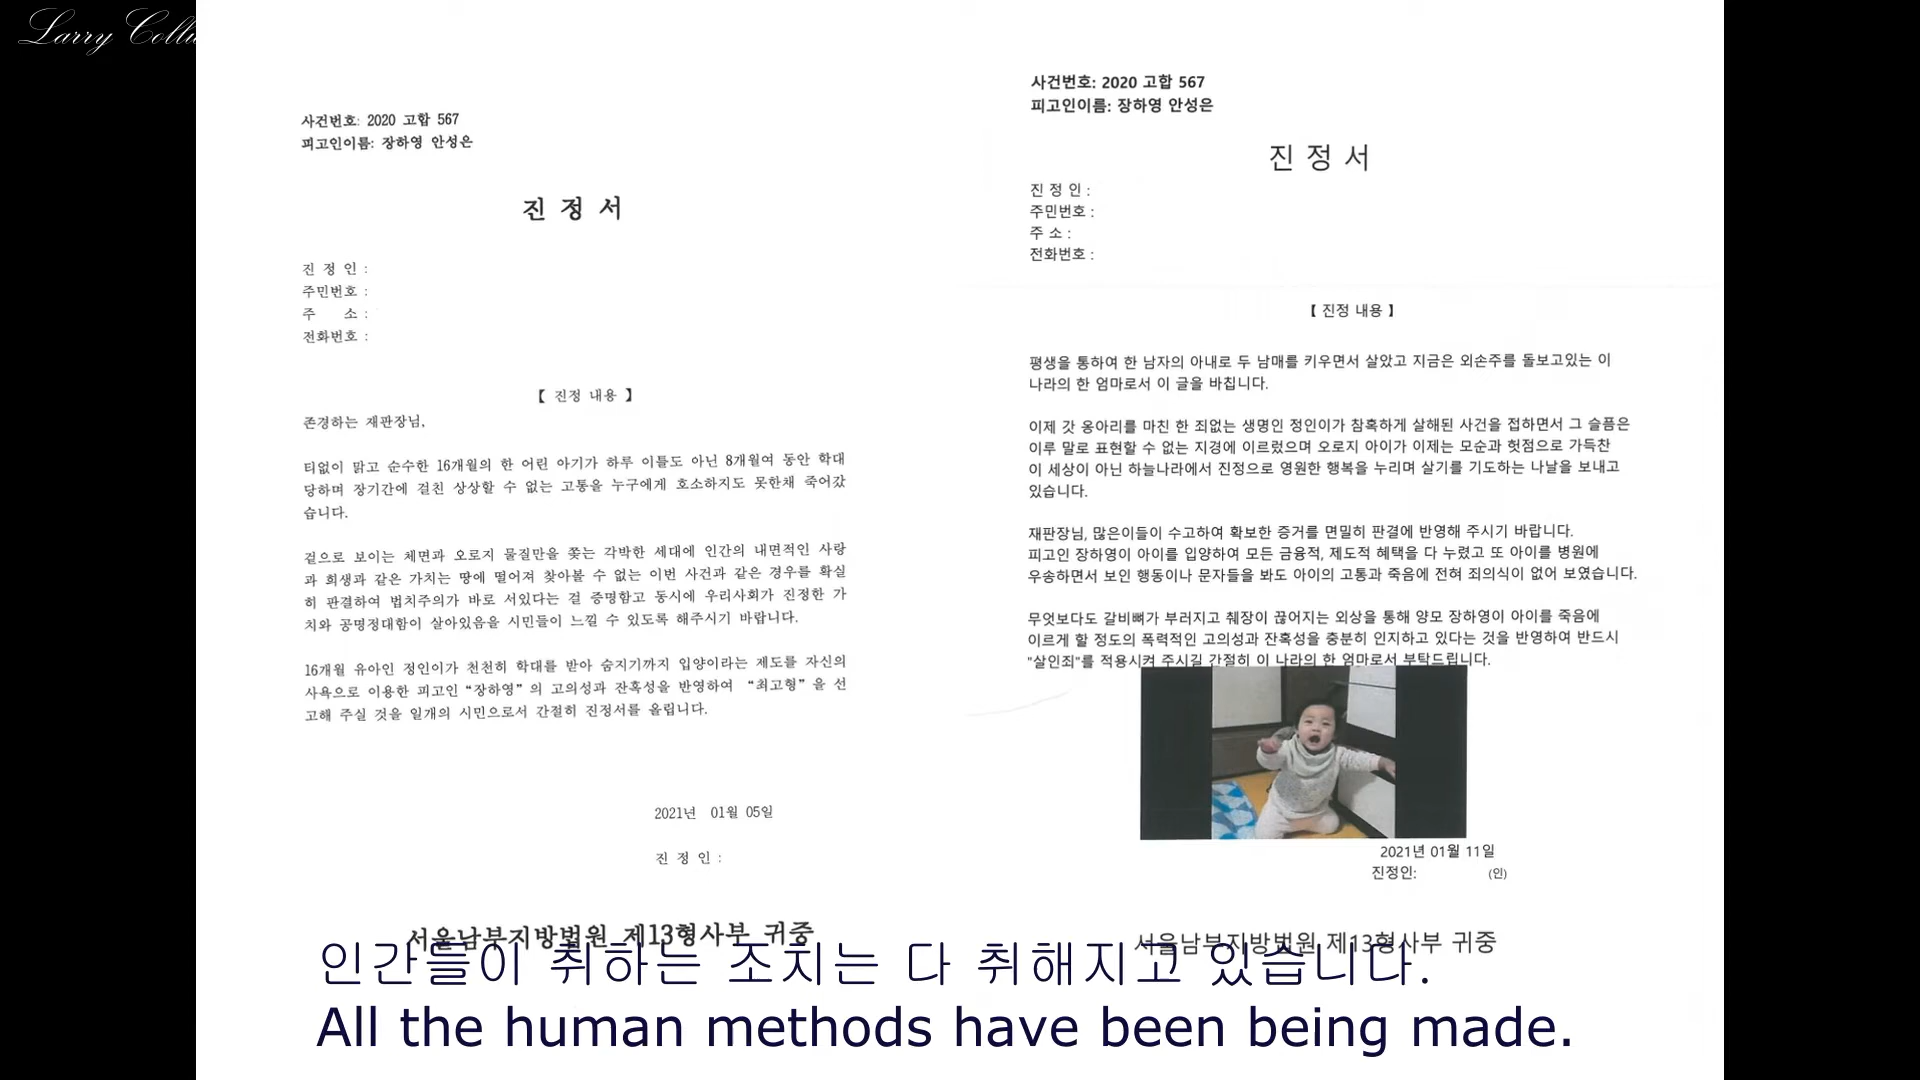 Larry
사건번호: 2020 고합 567
피고인이름: 장하영 안성은
진 정 서
진 정 인 :
주민번호 :
주 소 :
전화번호 :
【 진정 내용 】
존경하는 재판장님,
티없이 맑고 순수한 16개월의 한 어린 아기가 하루 이틀도 아닌 8개월여 동안 학대
당하며 장기간에 걸친 상상할 수 없는 고통을 누구에게 호소하지도 못한채 죽어갔
습니다.
겉으로 보이는 체면과 오로지 물질만을 쫓는 각박한 세대에 인간의 내면적인 사랑
과 희생과 같은 가치는 땅에 떨어져 찾아볼 수 없는 이번 사건과 같은 경우를 확실
히 판결하여 법치주의가 바로 서있다는 걸 증명함고 동시에 우리사회가 진정한 가
치와 공명정대함이 살아있음을 시민들이 느낄 수 있도록 해주시기 바랍니다.
16개월 유아인 정인이가 천천히 학대를 받아 숨지기까지 입양이라는 제도를 자신의
사욕으로 이용한 피고인 “장하영” 의 고의성과 잔혹성을 반영하여 “최고형” 을 선
고해 주실 것을 일개의 시민으로서 간절히 진정서를 올립니다.
2021년 01월 05일
진 정 인 :
서울남부지방법원 제13형사부 귀중
사건번호: 2020 고합 567
피고인이름: 장하영 안성은
진 정 서
진 정 인 :
주민번호 :
주 소 :
전화번호 :
【 진정 내용 】
평생을 통하여 한 남자의 아내로 두 남매를 키우면서 살았고 지금은 외손주를 돌보고있는 이
나라의 한 엄마로서 이 글을 바칩니다.
이제 갓 옹아리를 마친 한 죄없는 생명인 정인이가 참혹하게 살해된 사건을 접하면서 그 슬픔은
이루 말로 표현할 수 없는 지경에 이르렀으며 오로지 아이가 이제는 모순과 헛점으로 가득찬
이 세상이 아닌 하늘나라에서 진정으로 영원한 행복을 누리며 살기를 기도하는 나날을 보내고
있습니다.
재판장님, 많은이들이 수고하여 확보한 증거를 면밀히 판결에 반영해 주시기 바랍니다.
피고인 장하영이 아이를 입양하여 모든 금융적, 제도적 혜택을 다 누렸고 또 아이를 병원에
우송하면서 보인 행동이나 문자들을 봐도 아이의 고통과 죽음에 전혀 죄의식이 없어 보였습니다.
무엇보다도 갈비뼈가 부러지고 췌장이 끊어지는 외상을 통해 양모 장하영이 아이를 죽음에
이르게 할 정도의 폭력적인 고의성과 잔혹성을 충분히 인지하고 있다는 것을 반영하여 반드시
"살인죄"를 적용시켜 주시길 간절히 이 나라의 한 엄마로서 부탁드립니다.
2021년 01월 11일
진정인: (인)
서울남부지방법원 제13형사부 귀중
인간들이 취하는 조치는 다 취해지고 있습니다.
All the human methods have been being made.